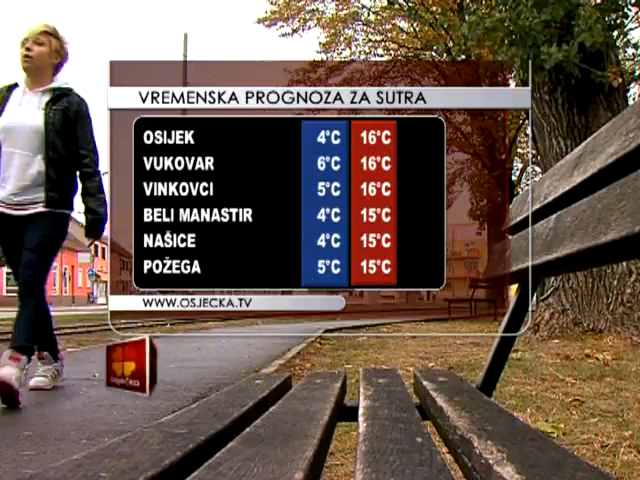 VREMENSKA PROGNOZA ZA SUTRA
OSIJEK 4°C 16°C
VUKOVAR 6°C 16°C
VINKOVCI 5°C 16°C
BELI MANASTIR 4°C 15°C
NAŠICE 4°C 15°C
POŽEGA 5°C 15°C
WWW.OSJECKA.TV